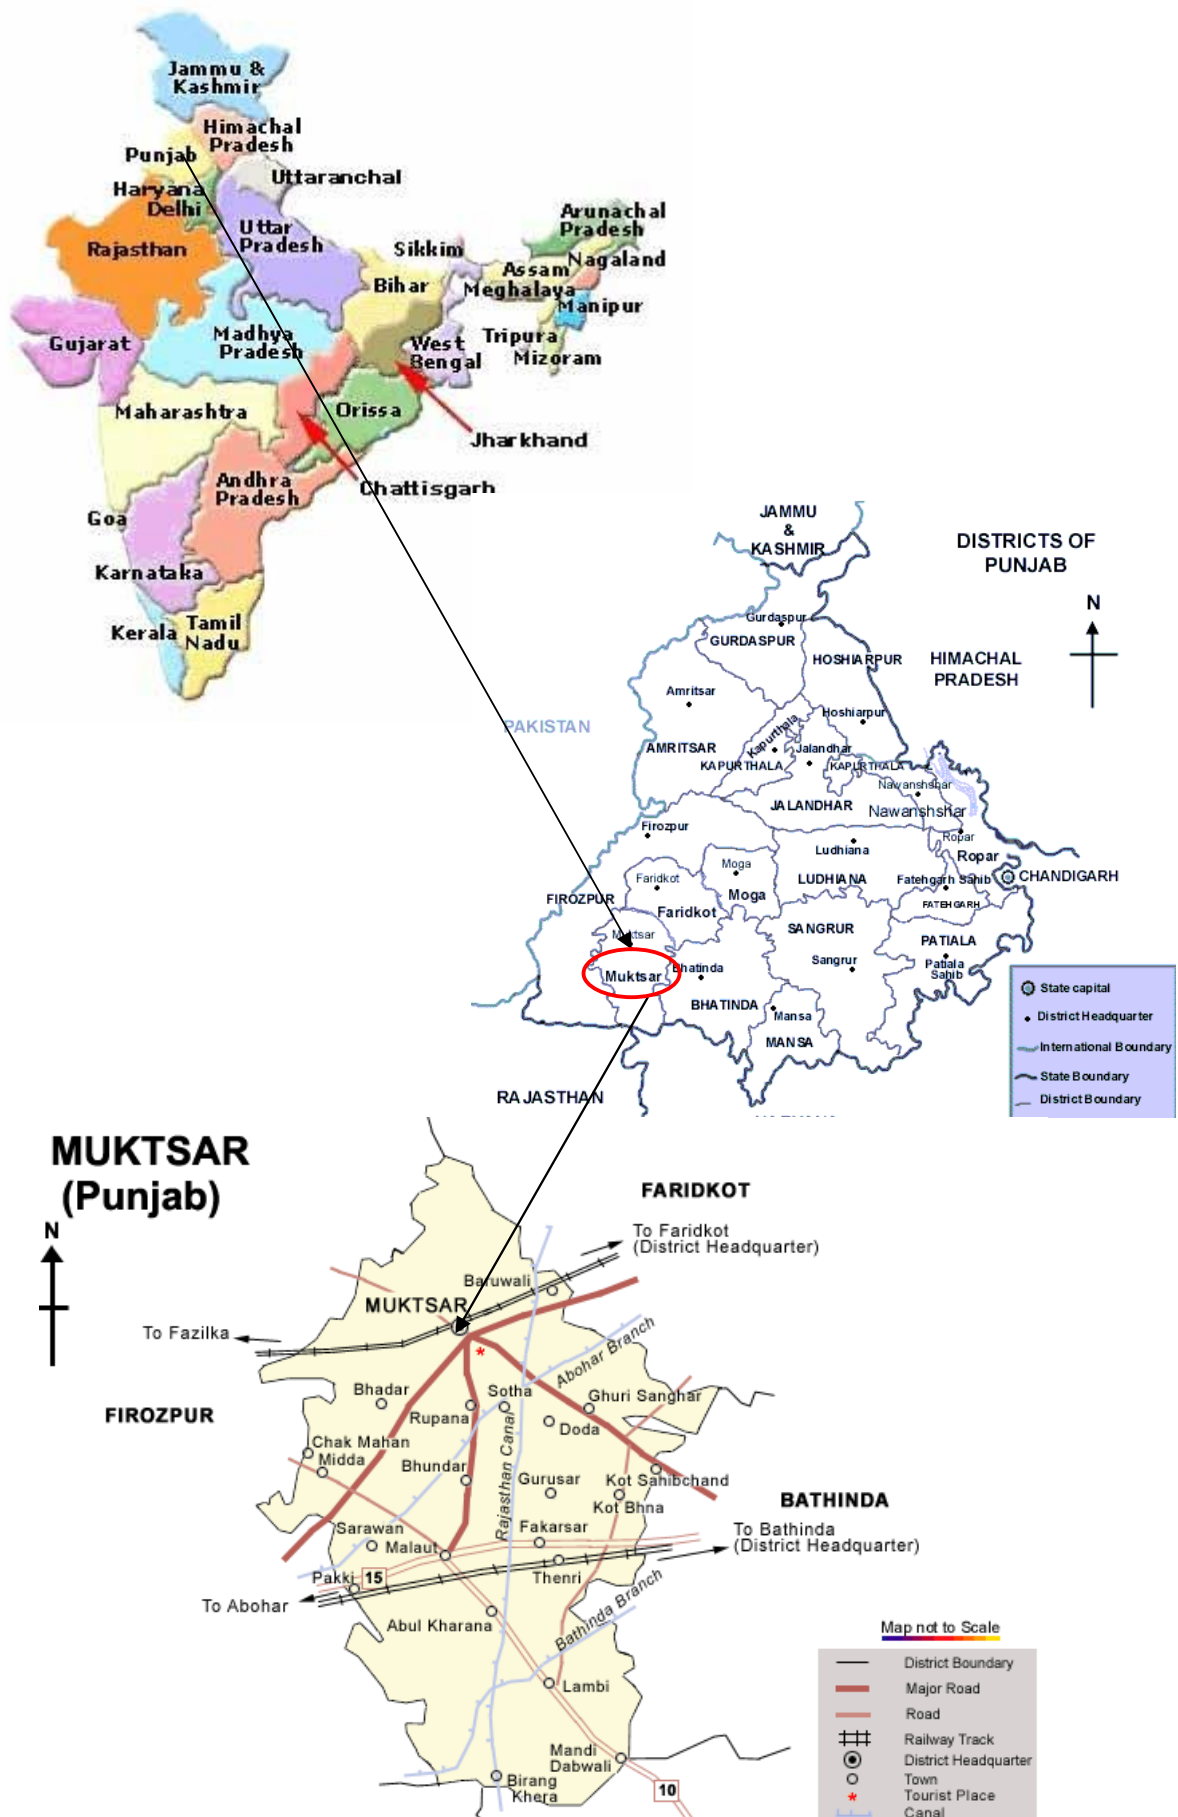 Jammu &
Kashmir
Himachal
Pradesh
Punjab
Uttaranchal
Haryana
Delhi
Uttar
Pradesh
Rajasthan
Sikkim
Arunachal
Pradesh
Assam
Nagaland
Meghalaya
Manipur
Bihar
Gujarat
Madhya
Pradesh
West
Bengal
Tripura
Mizoram
Maharashtra
Orissa
Jharkhand
Andhra
Pradesh
Chattisgarh
Goa
Karnataka
Kerala
Tamil
Nadu
JAMMU
&
KASHMIR
DISTRICTS OF
PUNJAB
N
Gurdaspur
GURDASPUR
HOSHIARPUR
HIMACHAL
PRADESH
Amritsar
Hoshiarpur
PAKISTAN
AMRITSAR
Kapurthala
Jalandhar
KAPURTHALA
KAPURTHALA
Nawanshshar
JALANDHAR
Nawanshshar
Firozpur
Ropar
Ludhiana
Ropar
Moga
Faridkot
LUDHIANA
Fatehgarh Sahib
CHANDIGARH
FIROZPUR
Moga
FATEHGARH
Faridkot
SANGRUR
Muktsar
PATIALA
Sangrur
Patiala
Sahib
Muktsar
Bhatinda
BHATINDA
Mansa
MANSA
RAJASTHAN
State capital
District Headquarter
International Boundary
State Boundary
District Boundary
MUKTSAR
(Punjab)
N
FARIDKOT
To Faridkot
(District Headquarter)
Baruwali
MUKTSAR
To Fazilka
*
Abohar Branch
FIROZPUR
Bhadar
Rupana
Sotha
Ghuri Sanghar
Doda
Chak Mahan
Midda
Bhundar
Rajasthan Canal
Gurusar
Kot Sahibchand
Kot Bhna
BATHINDA
Sarawan
Malaut
Fakarsar
To Bathinda
(District Headquarter)
Pakki
15
Thenri
To Abohar
Abul Kharana
Bathinda Branch
Lambi
Mandi
Dabwali
Birang
Khera
10
Map not to Scale
District Boundary
Major Road
Road
Railway Track
District Headquarter
Town
* Tourist Place
Canal